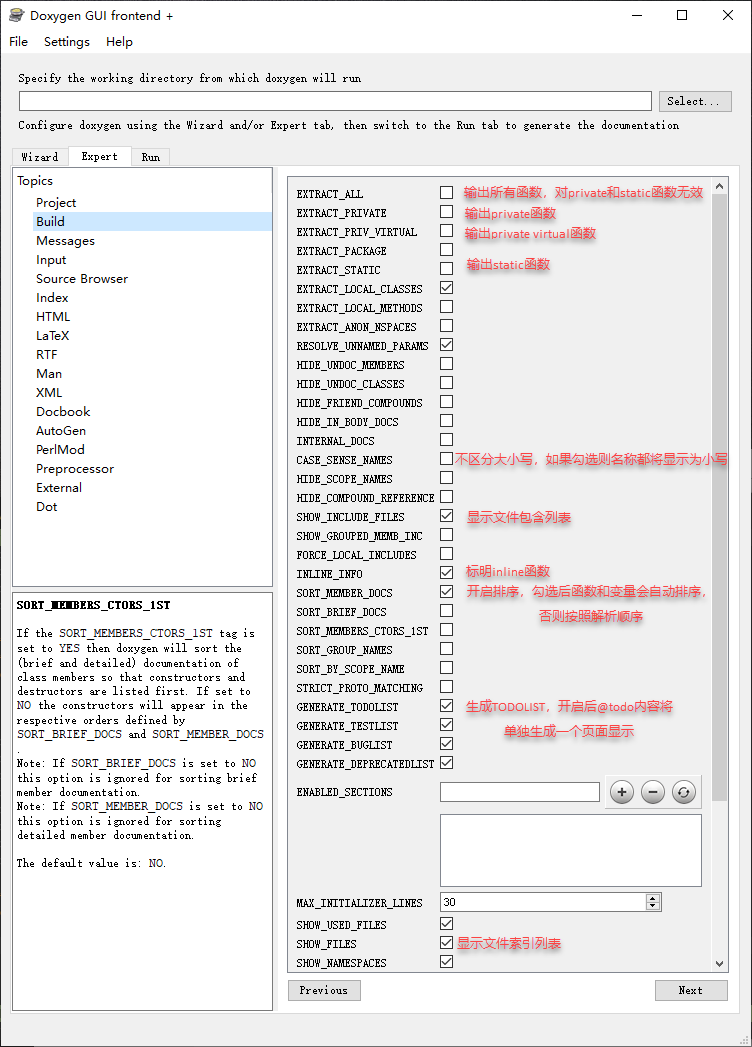 Doxygen GUI frontend +
File Settings Help
Specify the working directory from which doxygen will run
Select...
Configure doxygen using the Wizard and/or Expert tab, then switch to the Run tab to generate the documentation
Wizard Expert Run
Topics
Project
Build
Messages
Input
Source Browser
Index
HTML
LaTeX
RTF
Man
XML
Docbook
AutoGen
PerlMod
Preprocessor
External
Dot
SORT_MEMBERS_CTORS_1ST
If the SORT_MEMBERS_CTORS_1ST tag is
set to YES then doxygen will sort the
(brief and detailed) documentation of
class members so that constructors and
destructors are listed first. If set to
NO the constructors will appear in the
respective orders defined by
SORT_BRIEF_DOCS and SORT_MEMBER_DOCS
.
Note: If SORT_BRIEF_DOCS is set to NO
this option is ignored for sorting brief
member documentation.
Note: If SORT_MEMBER_DOCS is set to NO
this option is ignored for sorting
detailed member documentation.
The default value is: NO.
EXTRACT_ALL 输出所有函数，对private和static函数无效
EXTRACT_PRIVATE 输出private函数
EXTRACT_PRIV_VIRTUAL 输出private virtual函数
EXTRACT_PACKAGE
EXTRACT_STATIC 输出static函数
EXTRACT_LOCAL_CLASSES
EXTRACT_LOCAL_METHODS
EXTRACT_ANON_NSPACES
RESOLVE_UNNAMED_PARAMS
HIDE_UNDOC_MEMBERS
HIDE_UNDOC_CLASSES
HIDE_FRIEND_COMPOUNDS
HIDE_IN_BODY_DOCS
INTERNAL_DOCS
CASE_SENSE_NAMES 不区分大小写，如果勾选则名称都将显示为小写
HIDE_SCOPE_NAMES
HIDE_COMPOUND_REFERENCE
SHOW_INCLUDE_FILES 显示文件包含列表
SHOW_GROUPED_MEMB_INC
FORCE_LOCAL_INCLUDES
INLINE_INFO 标明inline函数
SORT_MEMBER_DOCS 开启排序，勾选后函数和变量会自动排序，
SORT_BRIEF_DOCS 否则按照解析顺序
SORT_MEMBERS_CTORS_1ST
SORT_GROUP_NAMES
SORT_BY_SCOPE_NAME
STRICT_PROTO_MATCHING
GENERATE_TODOLIST 生成TODOLIST，开启后@todo内容将
GENERATE_TESTLIST 单独生成一个页面显示
GENERATE_BUGLIST
GENERATE_DEPRECATEDLIST
ENABLED_SECTIONS
MAX_INITIALIZER_LINES 30
SHOW_USED_FILES
SHOW_FILES 显示文件索引列表
SHOW_NAMESPACES
Previous Next